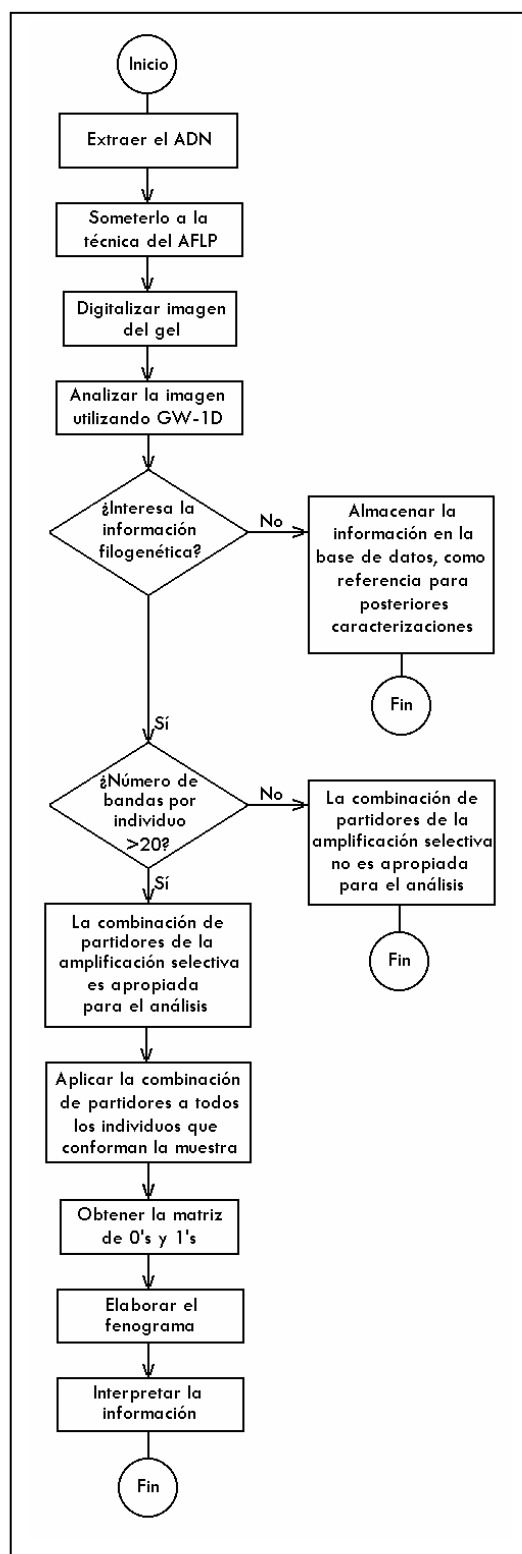 Inicio
Extraer el ADN
Someterlo a la
técnica del AFLP
Digitalizar imagen
del gel
Analizar la imagen
utilizando GW-1D
¿Interesa la
información
filogenética?
No
Almacenar la
información en la
base de datos, como
referencia para
posteriores
caracterizaciones
Fin
Sí
¿Número de
bandas por
individuo
>20?
No
La combinación de
partidores de la
amplificación selectiva
no es apropiada
para el análisis
Fin
Sí
La combinación de
partidores de la
amplificación selectiva
es apropiada
para el análisis
Aplicar la combinación
de partidores a todos
los individuos que
conforman la muestra
Obtener la matriz
de 0's y 1's
Elaborar el
fenograma
Interpretar la
información
Fin